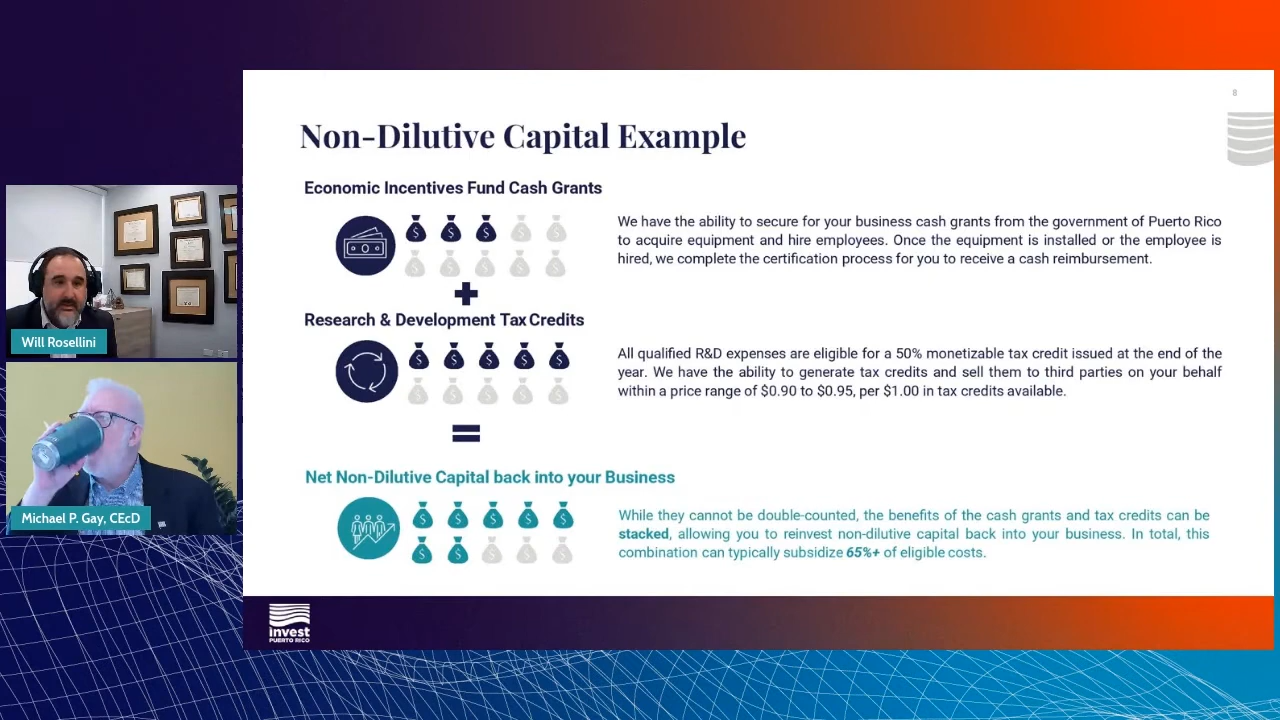 8
Non-Dilutive Capital Example
Economic Incentives Fund Cash Grants
We have the ability to secure for your business cash grants from the government of Puerto Rico
to acquire equipment and hire employees. Once the equipment is installed or the employee is
hired, we complete the certification process for you to receive a cash reimbursement.
Research & Development Tax Credits
All qualified R&D expenses are eligible for a 50% monetizable tax credit issued at the end of the
year. We have the ability to generate tax credits and sell them to third parties on your behalf
within a price range of $0.90 to $0.95, per $1.00 in tax credits available.
Net Non-Dilutive Capital back into your Business
While they cannot be double-counted, the benefits of the cash grants and tax credits can be
stacked, allowing you to reinvest non-dilutive capital back into your business. In total, this
combination can typically subsidize 65%+ of eligible costs.
Will Rosellini
Michael P. Gay, CEcD
invest
PUERTO RICO